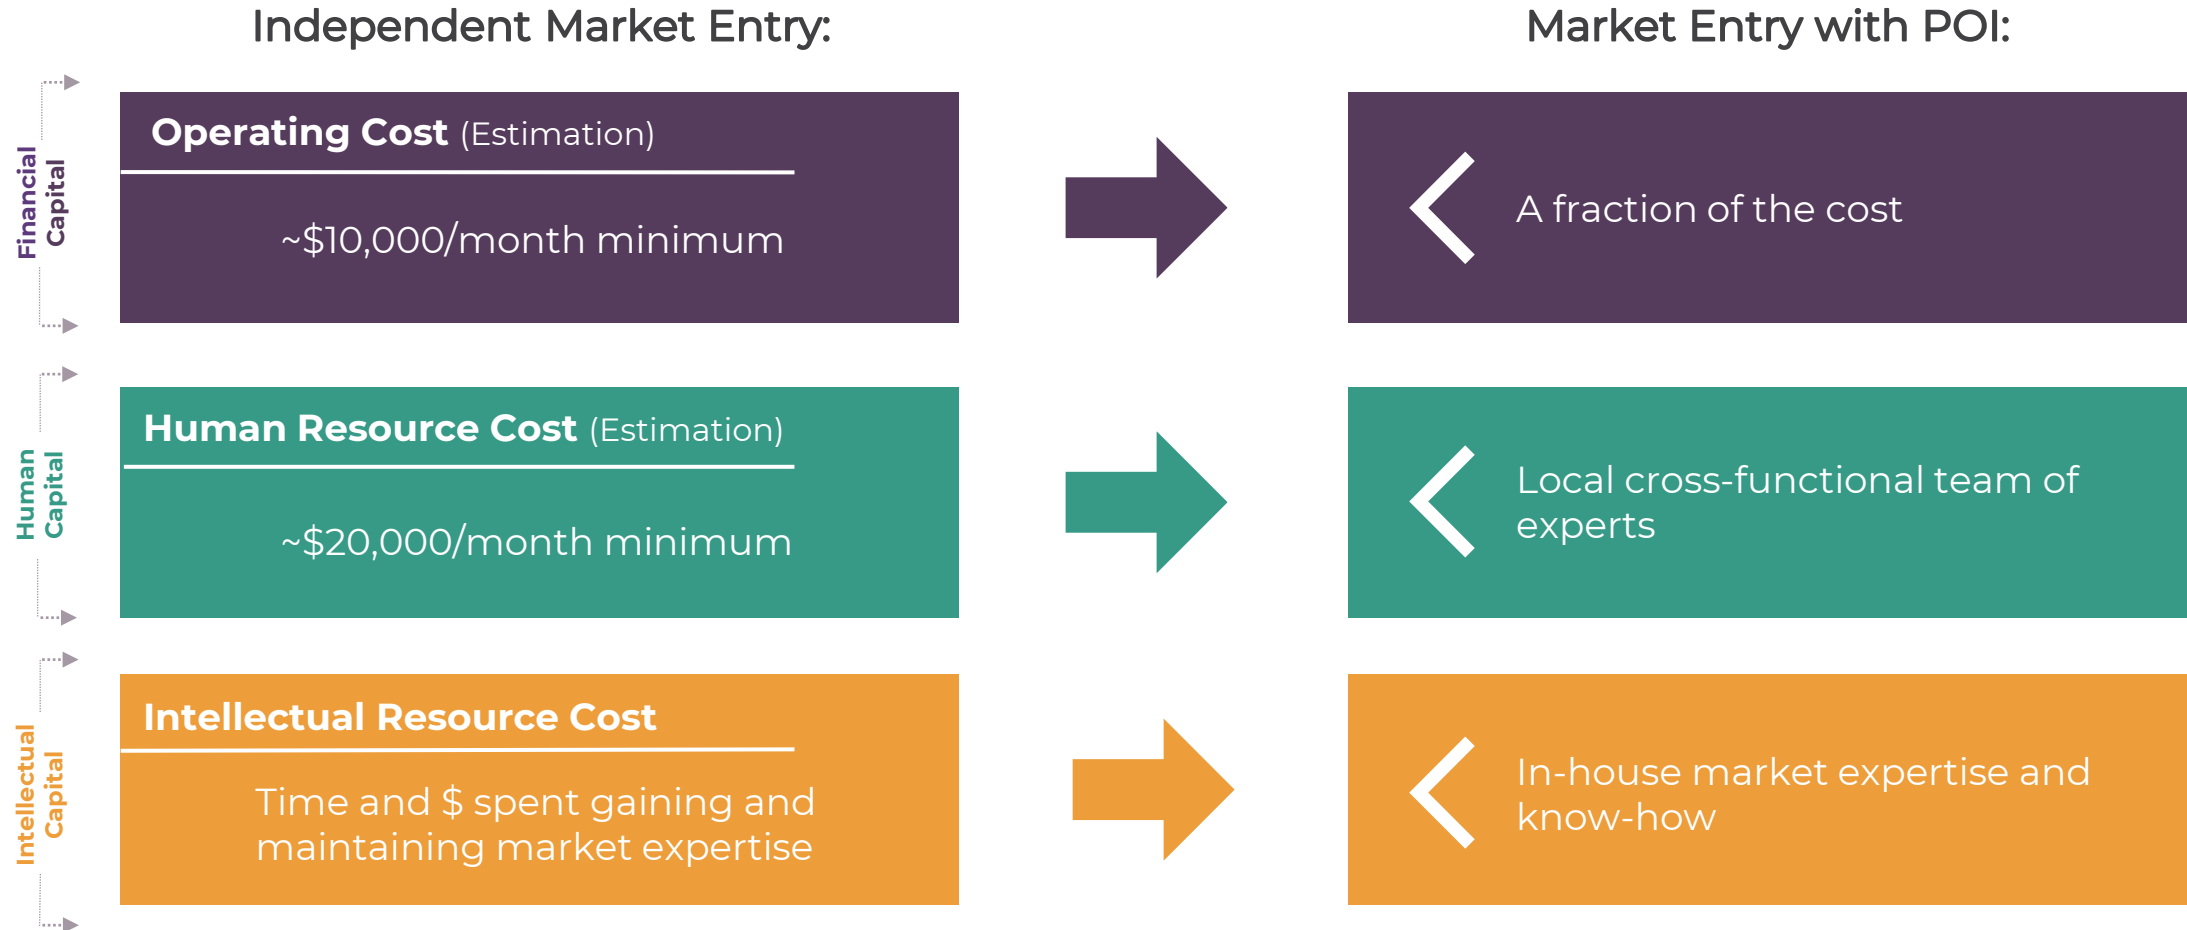 Independent Market Entry:
Market Entry with POI:
Financial
Capital
Operating Cost (Estimation)
~$10,000/month minimum
A fraction of the cost
Human
Capital
Human Resource Cost (Estimation)
~$20,000/month minimum
Local cross-functional team of
experts
Intellectual
Capital
Intellectual Resource Cost
Time and $ spent gaining and
maintaining market expertise
In-house market expertise and
know-how